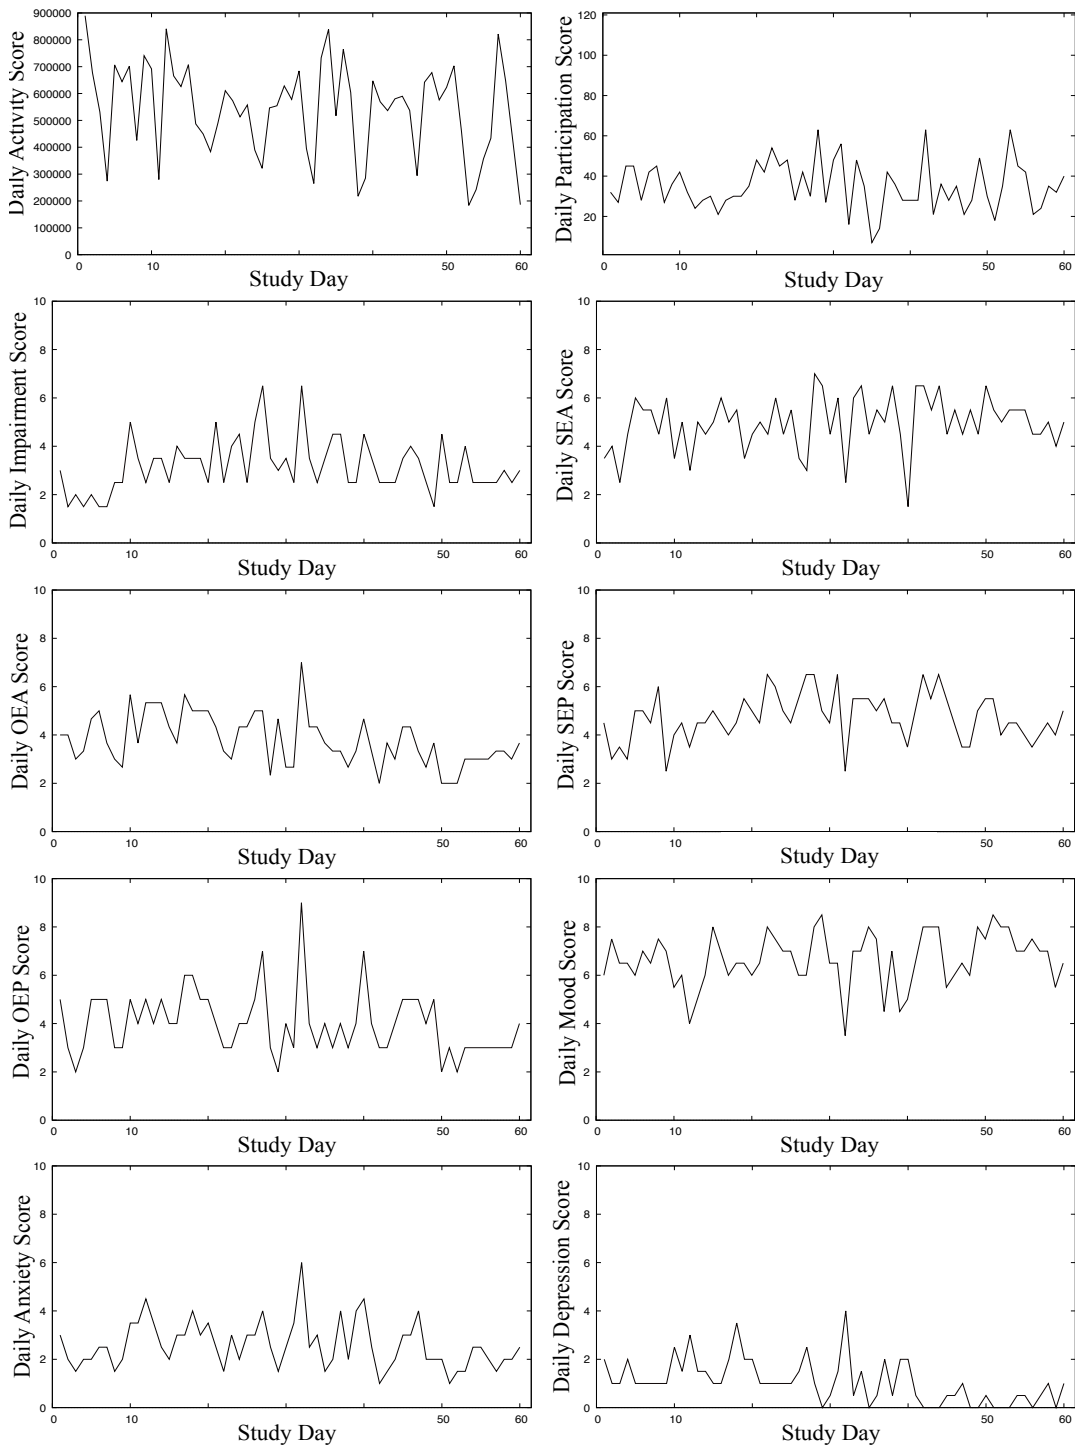 Daily Activity Score
900000
800000
700000
600000
500000
400000
300000
200000
100000
0
0 10 50 60
Study Day
Daily Participation Score
120
100
80
60
40
20
0 10 50 60
Study Day
Daily Impairment Score
10
8
6
4
2
0
0 10 50 60
Study Day
Daily SEA Score
10
8
6
4
2
0
0 10 50 60
Study Day
Daily OEA Score
10
8
6
4
2
0
0 10 50 60
Study Day
Daily SEP Score
10
8
6
4
2
0
0 10 50 60
Study Day
Daily OEP Score
10
8
6
4
2
0
0 10 50 60
Study Day
Daily Mood Score
10
8
6
4
2
0
0 10 50 60
Study Day
Daily Anxiety Score
10
8
6
4
2
0
0 10 50 60
Study Day
Daily Depression Score
10
8
6
4
2
0
0 10 50 60
Study Day